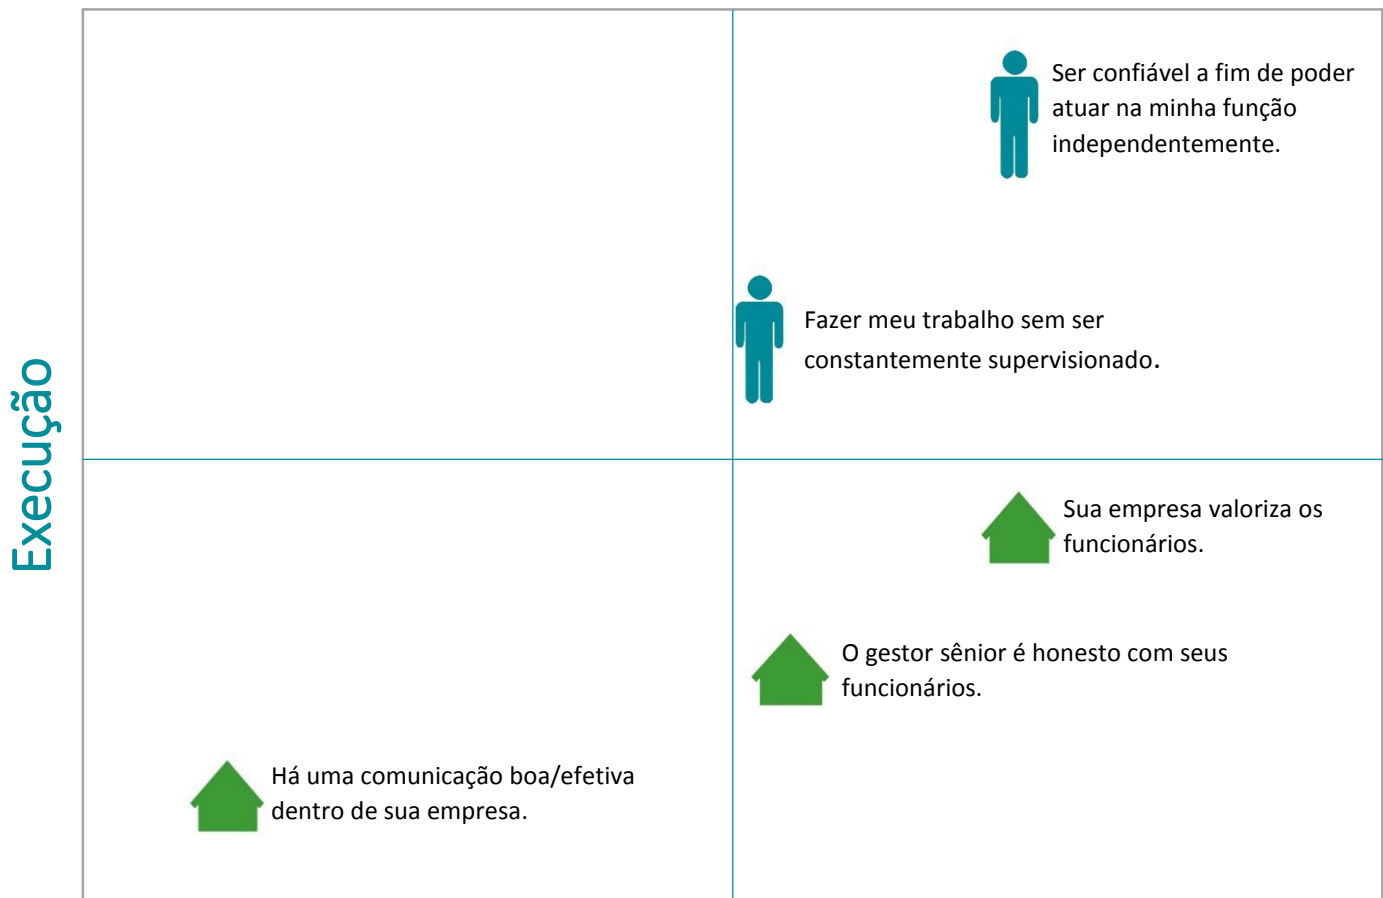 Ser confiável a fim de poder
atuar na minha função
independentemente.
Fazer meu trabalho sem ser
constantemente supervisionado.
Execução
Sua empresa valoriza os
funcionários.
O gestor sênior é honesto com seus
funcionários.
Há uma comunicação boa/efetiva
dentro de sua empresa.